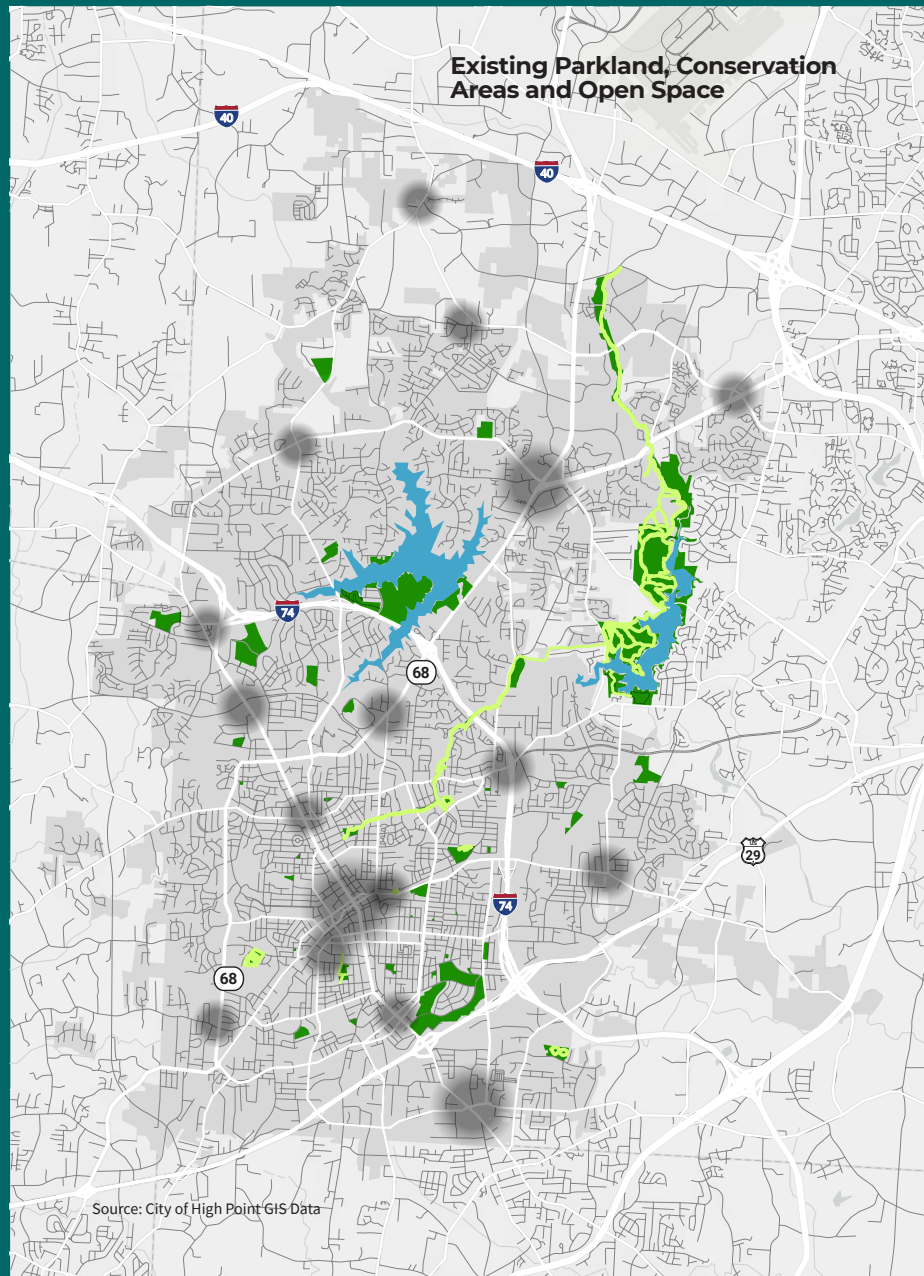 Existing Parkland, Conservation
Areas and Open Space
40
40
74
68
US
29
74
68
Source: City of High Point GIS Data